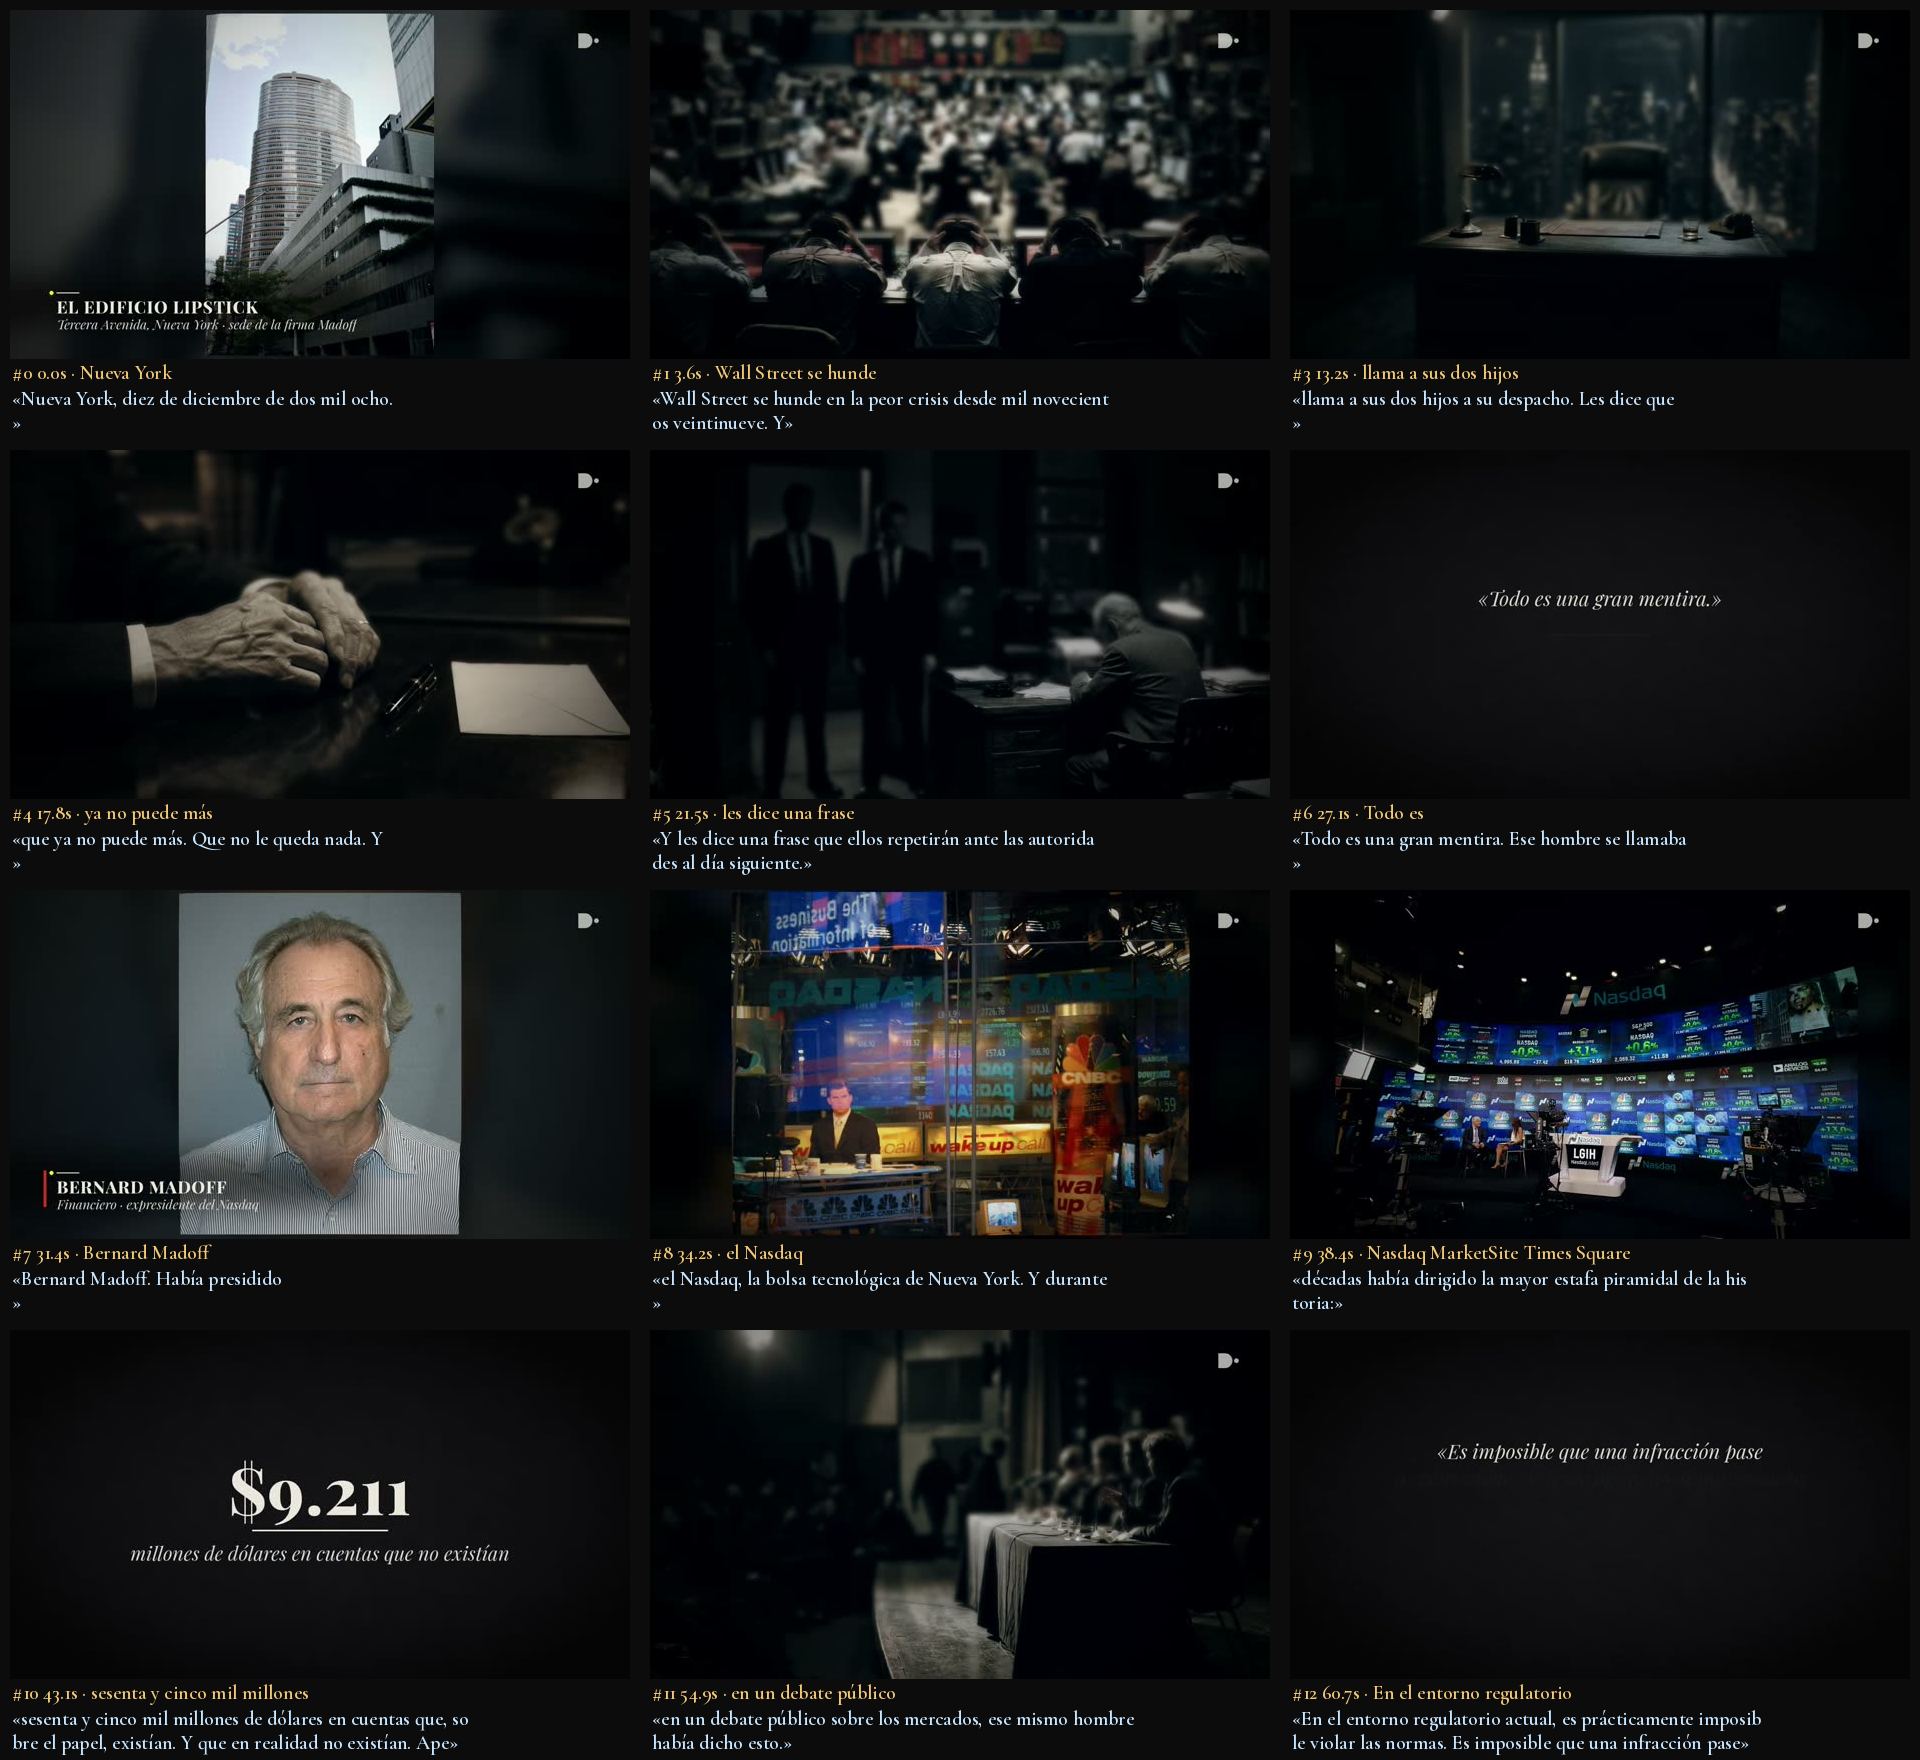 EL EDIFICIO LIPSTICK
Tercera Avenida, Nueva York · sede de la firma Madoff
#0 0.0s · Nueva York
«Nueva York, diez de diciembre de dos mil ocho.
»
#1 3.6s · Wall Street se hunde
«Wall Street se hunde en la peor crisis desde mil novecient
os veintinueve. Y»
#3 13.2s · llama a sus dos hijos
«llama a sus dos hijos a su despacho. Les dice que
»
#4 17.8s · ya no puede más
«que ya no puede más. Que no le queda nada. Y
»
#5 21.5s · les dice una frase
«Y les dice una frase que ellos repetirán ante las autorida
des al día siguiente.»
«Todo es una gran mentira.»
#6 27.1s · Todo es
«Todo es una gran mentira. Ese hombre se llamaba
»
BERNARD MADOFF
Financiero · expresidente del Nasdaq
#7 31.4s · Bernard Madoff
«Bernard Madoff. Había presidido
»
The Business
of Information
NASDAQ
CNBC
wake up call
#8 34.2s · el Nasdaq
«el Nasdaq, la bolsa tecnológica de Nueva York. Y durante
»
Nasdaq
LGIH
#9 38.4s · Nasdaq MarketSite Times Square
«décadas había dirigido la mayor estafa piramidal de la his
toria:»
$9.211
millones de dólares en cuentas que no existían
#10 43.1s · sesenta y cinco mil millones
«sesenta y cinco mil millones de dólares en cuentas que, so
bre el papel, existían. Y que en realidad no existían. Ape»
#11 54.9s · en un debate público
«en un debate público sobre los mercados, ese mismo hombre
había dicho esto.»
«Es imposible que una infracción pase
#12 60.7s · En el entorno regulatorio
«En el entorno regulatorio actual, es prácticamente imposib
le violar las normas. Es imposible que una infracción pase»